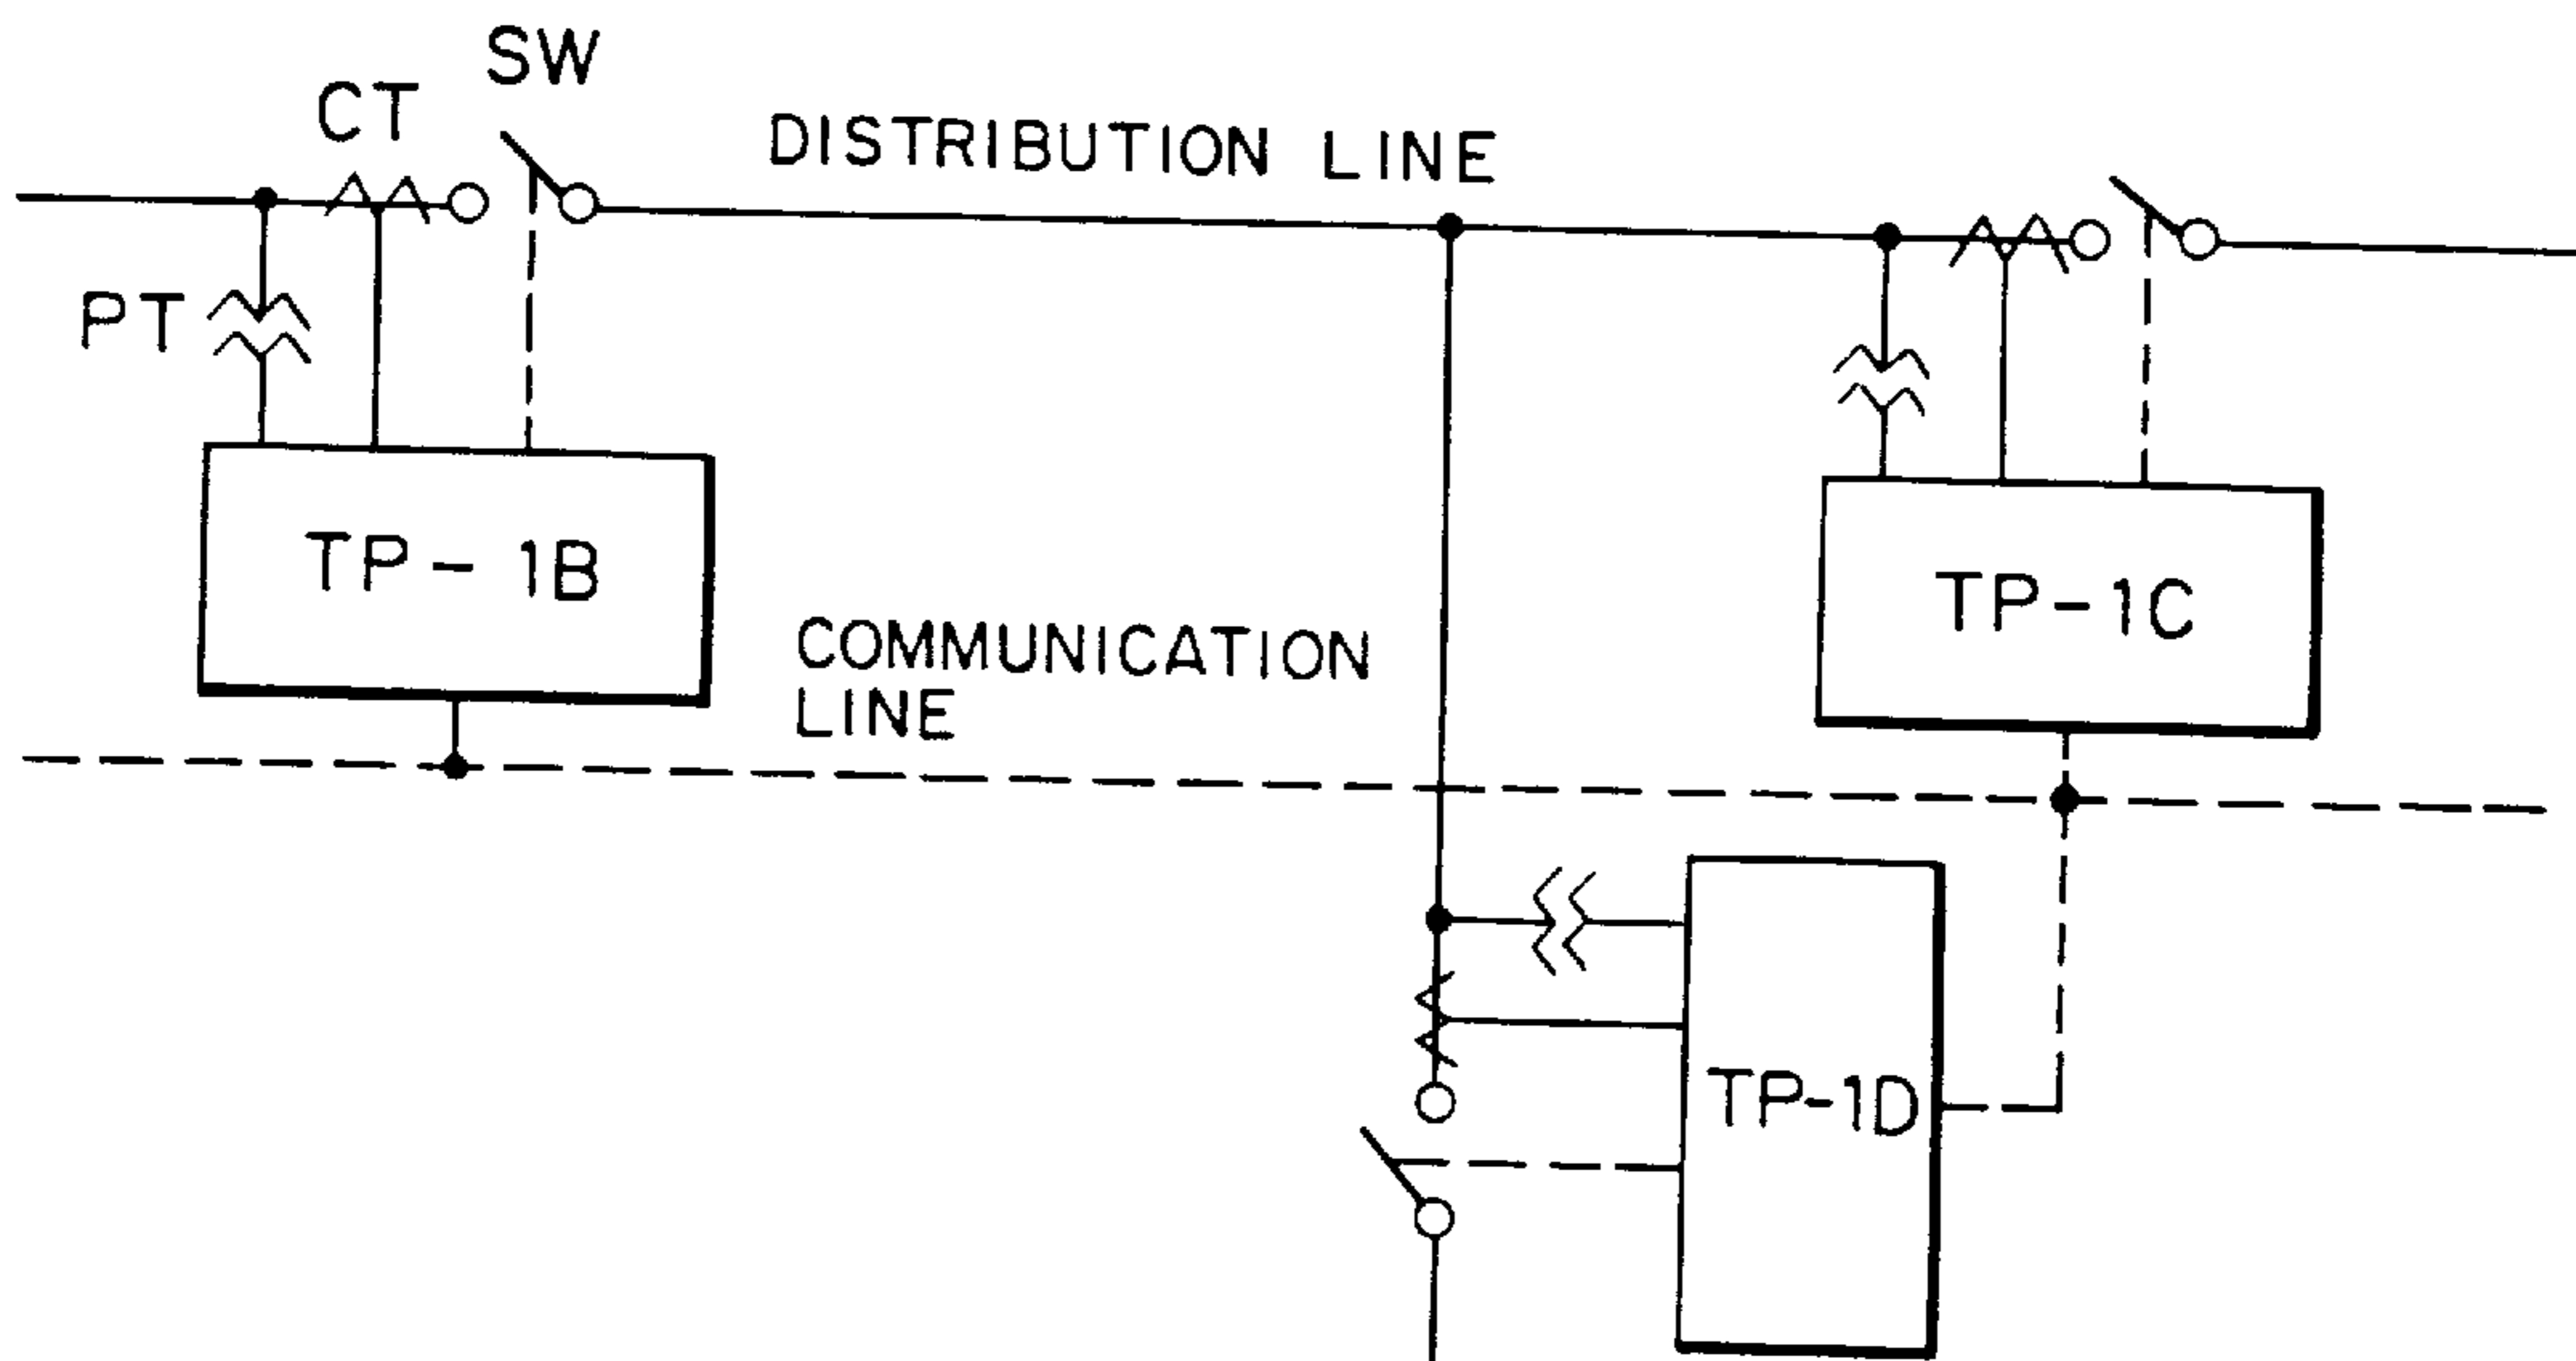 SW
CT
DISTRIBUTION LINE
PT
TP-1B
TP-1C
COMMUNICATION
LINE
TP-1D